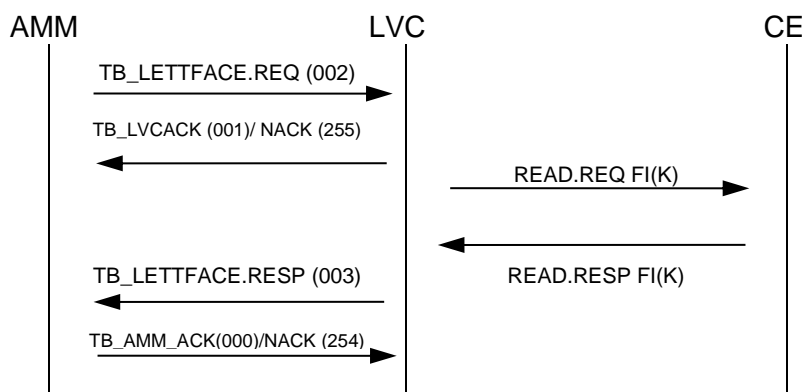 AMM LVC CE
TB_LETTFACE.REQ (002)
TB_LVCACK (001)/ NACK (255)
READ.REQ FI(K)
TB_LETTFACE.RESP (003)
READ.RESP FI(K)
TB_AMM_ACK(000)/NACK (254)